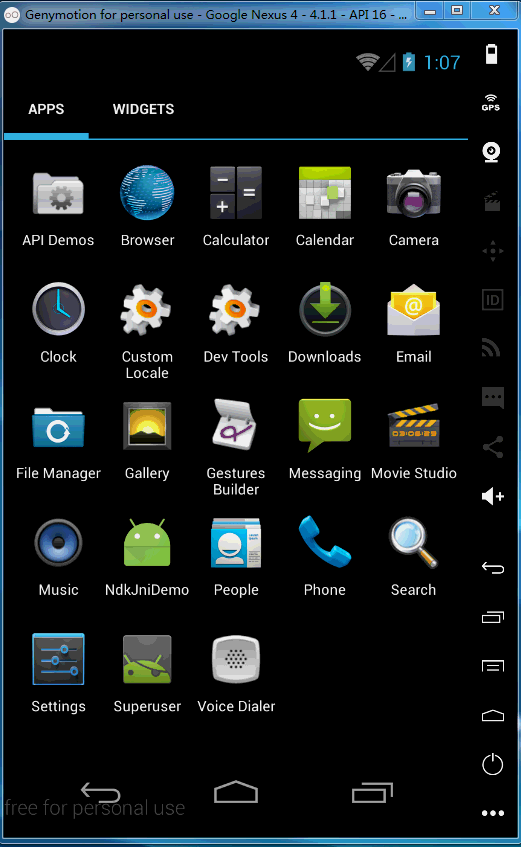 Genymotion for personal use - Google Nexus 4 - 4.1.1 - API 16 - ...
1:07
GPS
APPS WIDGETS
API Demos Browser Calculator Calendar Camera
ID
Clock Custom Locale Dev Tools Downloads Email
File Manager Gallery Gestures Builder Messaging Movie Studio
Music NdkJniDemo People Phone Search
Settings Superuser Voice Dialer
free for personal use